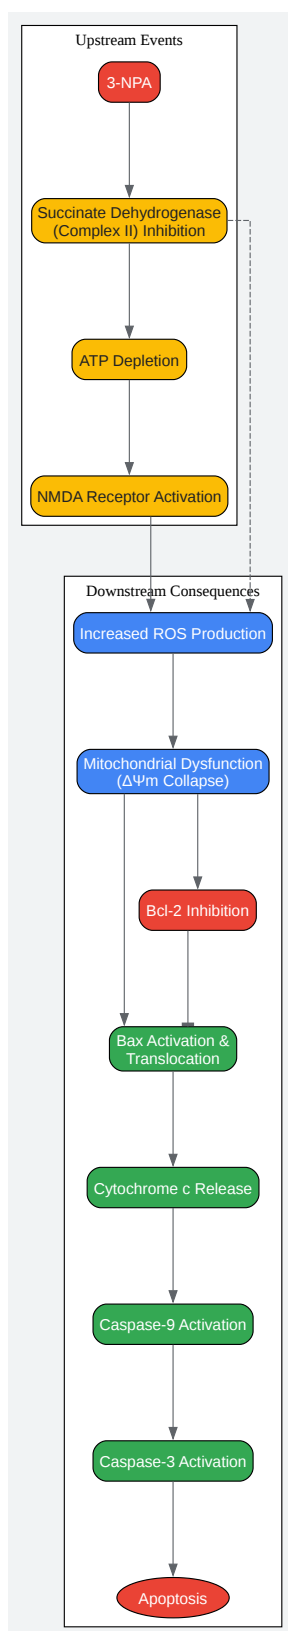 Upstream Events
3-NPA
Succinate Dehydrogenase
(Complex II) Inhibition
ATP Depletion
NMDA Receptor Activation
Downstream Consequences
Increased ROS Production
Mitochondrial Dysfunction
(ΔΨm Collapse)
Bcl-2 Inhibition
Bax Activation &
Translocation
Cytochrome c Release
Caspase-9 Activation
Caspase-3 Activation
Apoptosis